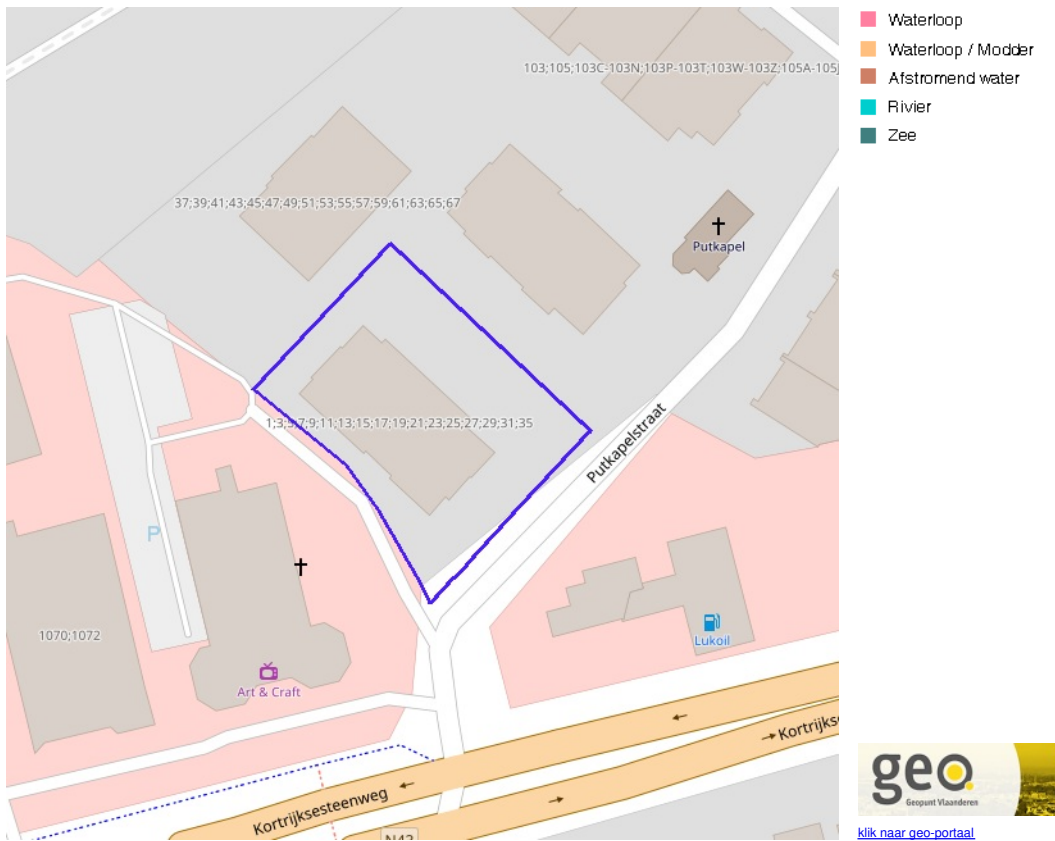 Waterloop
Waterloop / Modder
Afstromend water
Rivier
Zee
103;105;103C-103N;103P-103T;103W-103Z;105A-105
37;39;41;43;45;47;49;51;53;55;57;59;61;63;65;67
Putkapel
1;3;5;7;9;11;13;15;17;19;21;23;25;27;29;31;35
Putkapelstraat
P
1070;1072
Lukoil
Art & Craft
Kortrijkse
Kortrijksesteenweg
N43
geo.
Geopunt Vlaanderen
klik naar geo-portaal